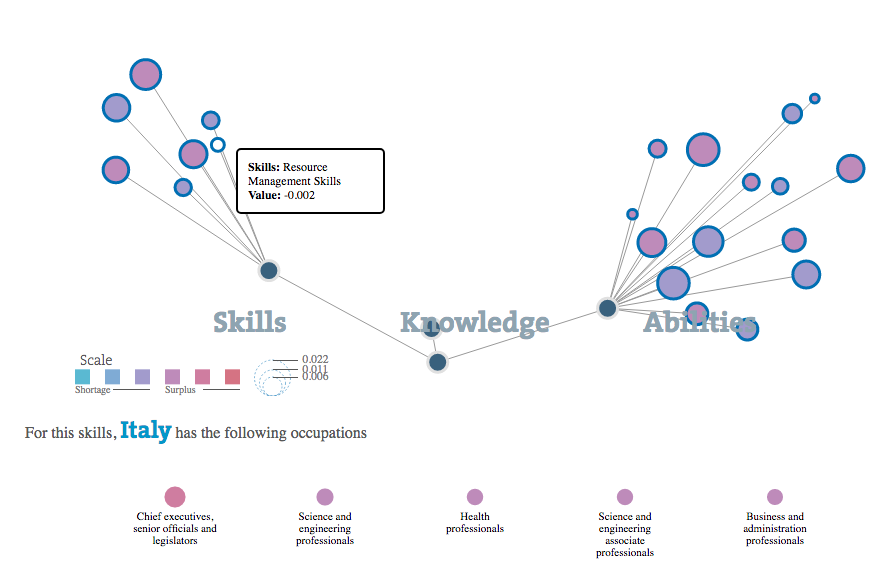 Skills: Resource
Management Skills
Value: -0.002
Skills
Knowledge
Abilities
Scale
Shortage
Surplus
0.022
0.011
0.006
For this skills, Italy has the following occupations
Chief executives,
senior officials and
legislators
Science and
engineering
professionals
Health
professionals
Science and
engineering
associate
professionals
Business and
administration
professionals